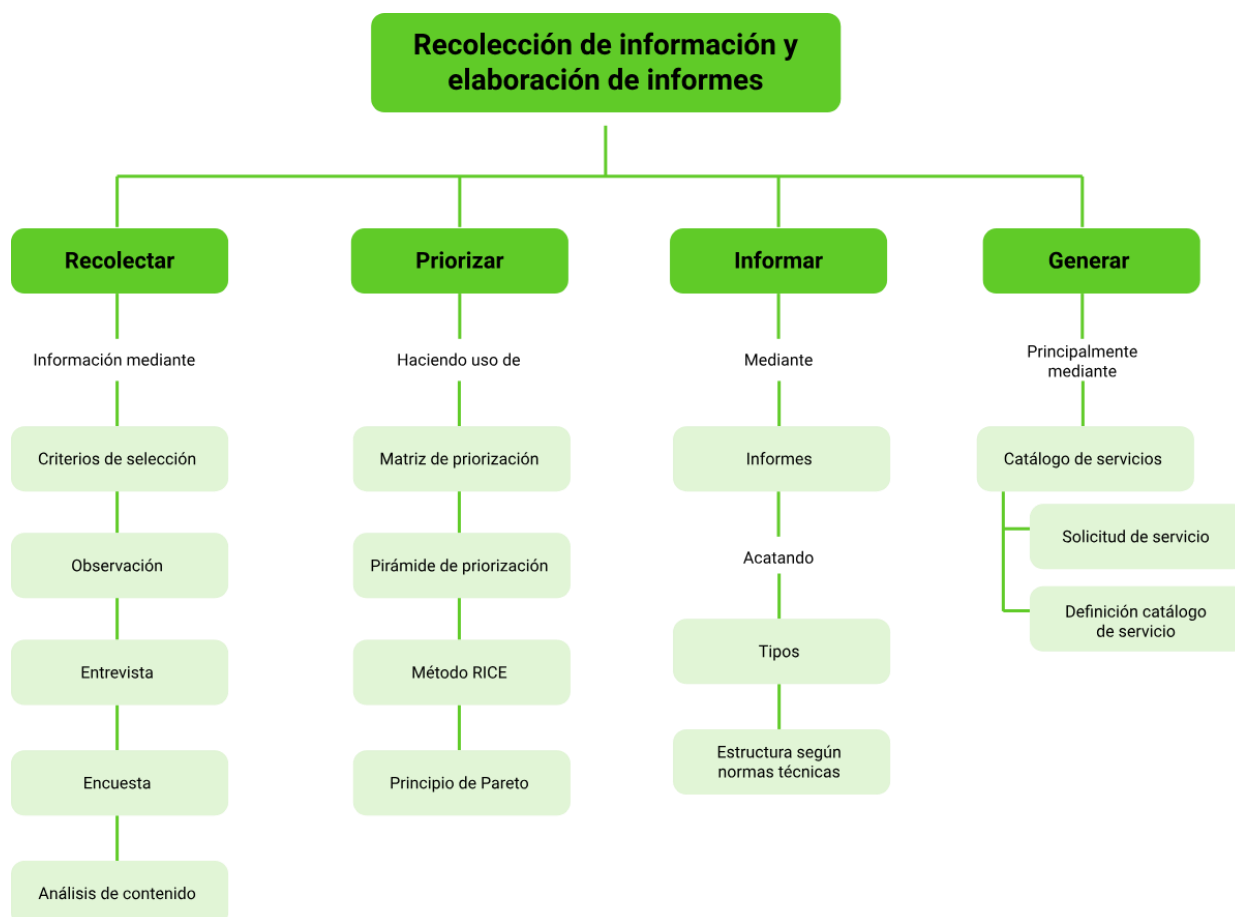 Recolección de información y
elaboración de informes
Recolectar
Priorizar
Informar
Generar
Información mediante
Haciendo uso de
Mediante
Principalmente
mediante
Criterios de selección
Matriz de priorización
Informes
Catálogo de servicios
Solicitud de servicio
Observación
Pirámide de priorización
Acatando
Definición catálogo
de servicio
Entrevista
Método RICE
Tipos
Encuesta
Principio de Pareto
Estructura según
normas técnicas
Análisis de contenido